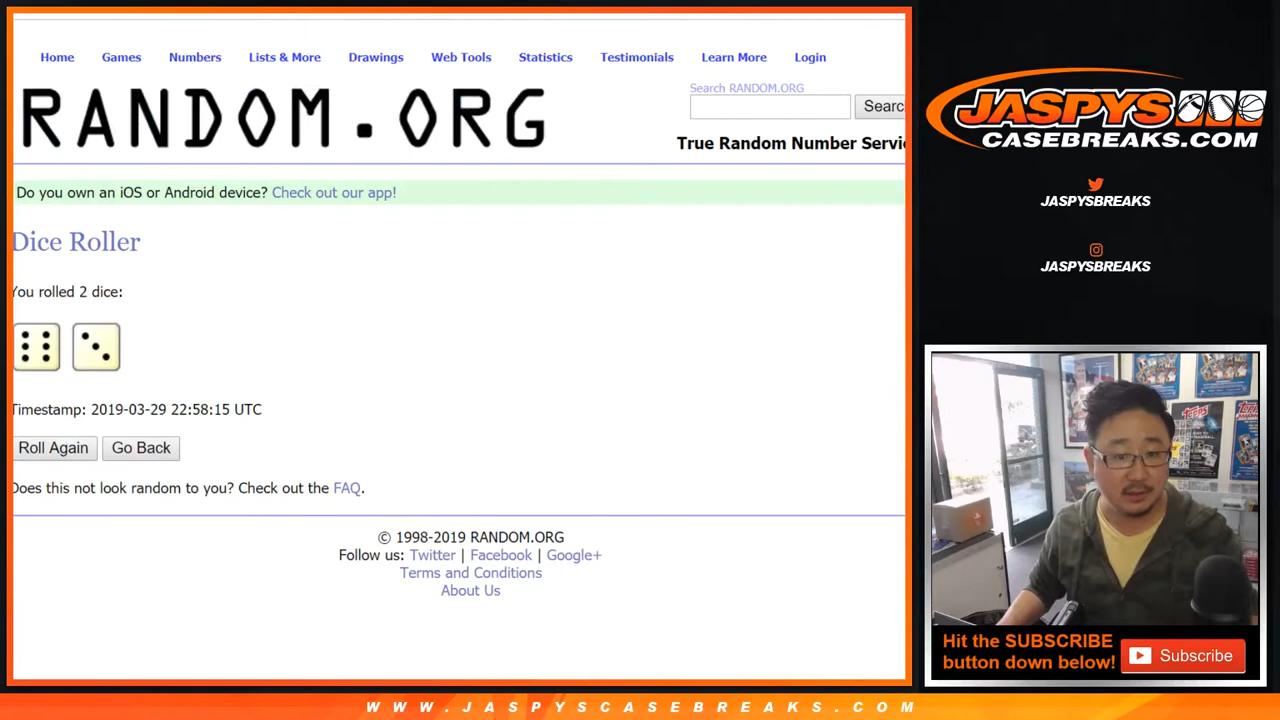 Home Games Numbers Lists & More Drawings Web Tools Statistics Testimonials Learn More Login
RANDOM.ORG
Search RANDOM.ORG
Searc
True Random Number Servi
Do you own an iOS or Android device? Check out our app!
Dice Roller
You rolled 2 dice:
Timestamp: 2019-03-29 22:58:15 UTC
Roll Again Go Back
Does this not look random to you? Check out the FAQ.
© 1998-2019 RANDOM.ORG
Follow us: Twitter | Facebook | Google+
Terms and Conditions
About Us
JASPYS
CASEBREAKS.COM
JASPYSBREAKS
JASPYSBREAKS
TOPPS
Hit the SUBSCRIBE
button down below!
Subscribe
WWW.JASPYSCASEBREAKS.COM